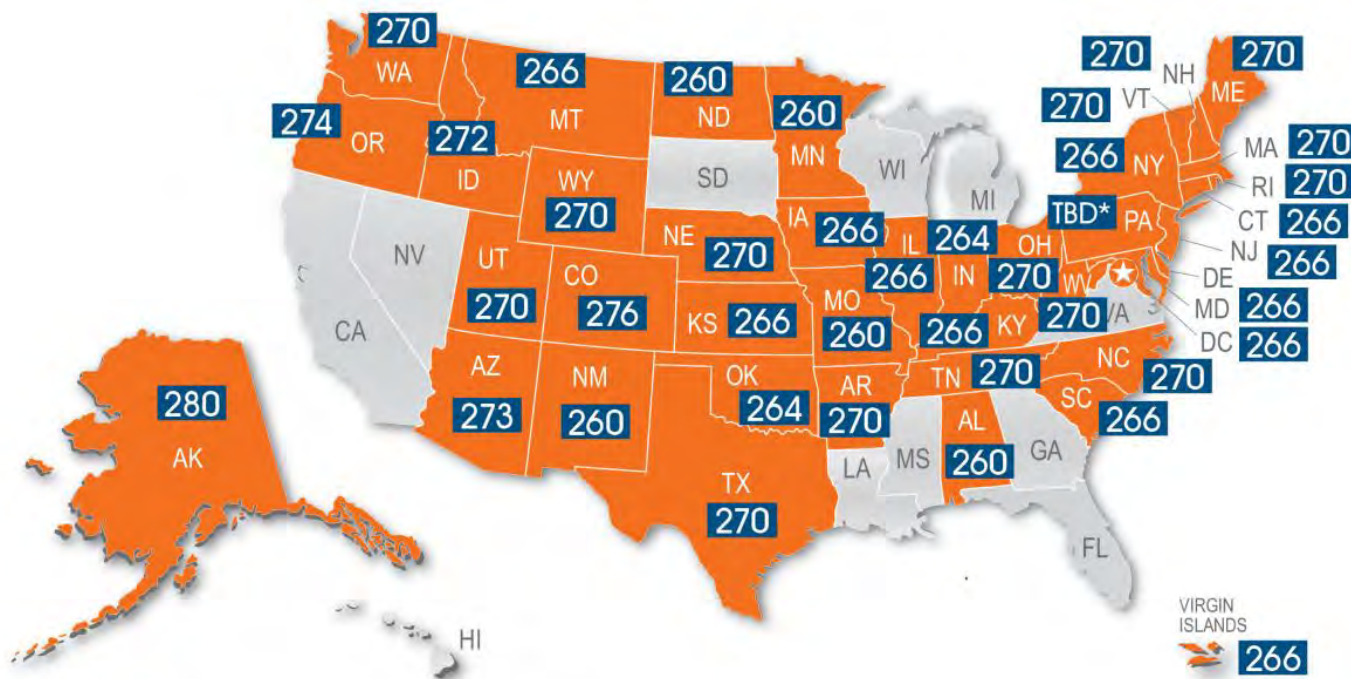 270
WA
266
MT
260
ND
260
MN
270
NH
270
ME
270
VT
274
OR
272
ID
WY
270
SD
WI
MI
266
NY
MA 270
RI 270
CT 266
NJ 266
DE
MD 266
DC 266
TBD*
PA
NV
CA
UT
270
CO
276
NE
270
KS 266
IA
266
IL
266
264
IN
OH
270
MO
260
266
KY
WV
270
VA
AZ
273
NM
260
OK
264
AR
270
TN 270
NC
270
SC
266
TX
270
LA
MS
AL
260
GA
FL
280
AK
HI
VIRGIN
ISLANDS
266